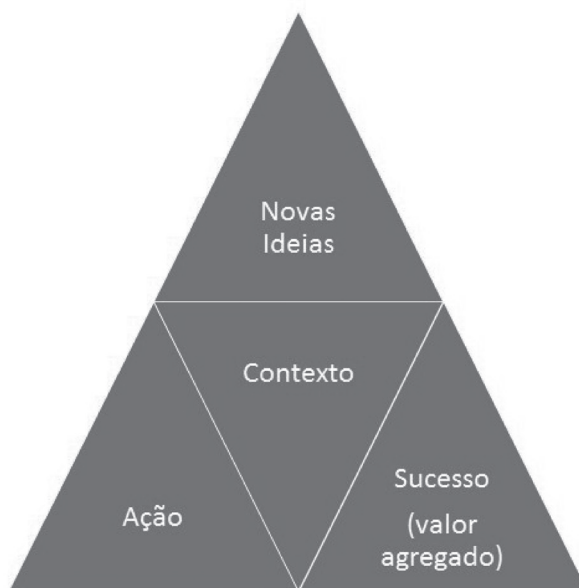 Novas
Ideias
Contexto
Ação
Sucesso
(valor
agregado)